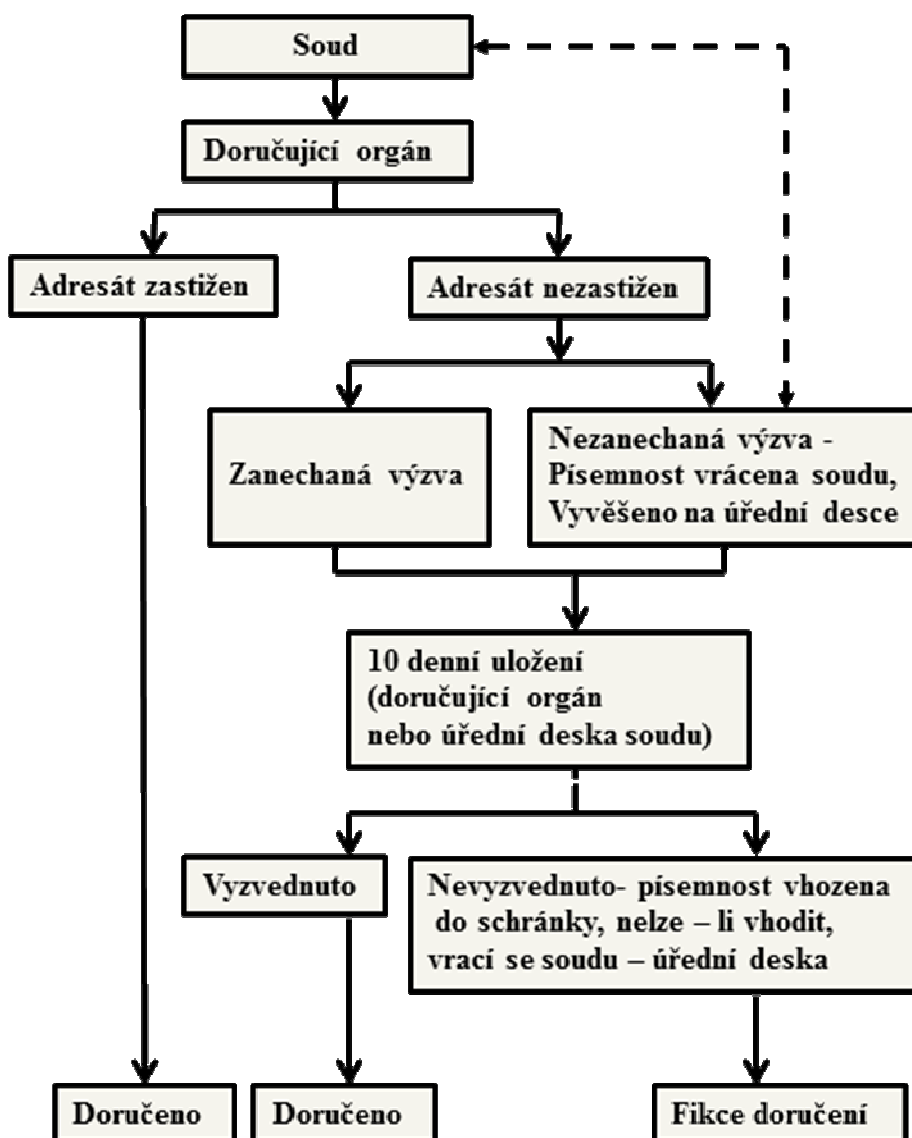 Soud
Doručující orgán
Adresát zastižen
Adresát nezastižen
Zanechaná výzva
Nezanechaná výzva -
Písemnost vrácena soudu,
Vyvěšeno na úřední desce
10 denní uložení
(doručující orgán
nebo úřední deska soudu)
Vyzvednuto
Nevyzvednuto- písemnost vhozena
do schránky, nelze – li vhodit,
vrací se soudu – úřední deska
Doručeno
Doručeno
Fikce doručení